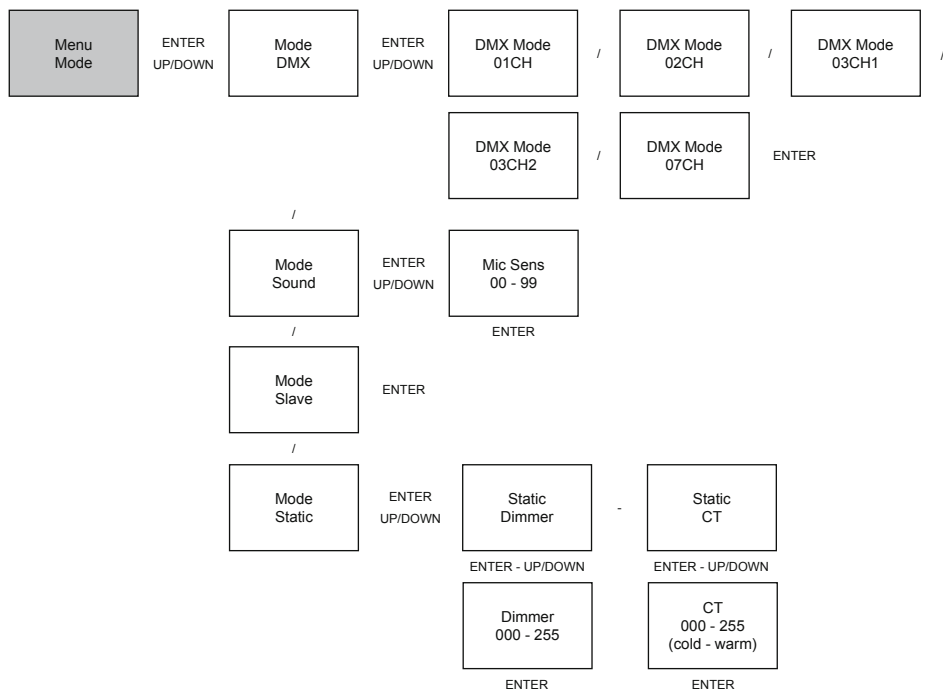 Menu
Mode
ENTER
UP/DOWN
Mode
DMX
ENTER
UP/DOWN
DMX Mode
01CH
/
DMX Mode
02CH
/
DMX Mode
03CH1
/
DMX Mode
03CH2
/
DMX Mode
07CH
ENTER
/
Mode
Sound
ENTER
UP/DOWN
Mic Sens
00 - 99
ENTER
/
Mode
Slave
ENTER
/
Mode
Static
ENTER
UP/DOWN
Static
Dimmer
-
Static
CT
ENTER - UP/DOWN
ENTER - UP/DOWN
Dimmer
000 - 255
CT
000 - 255
(cold - warm)
ENTER
ENTER